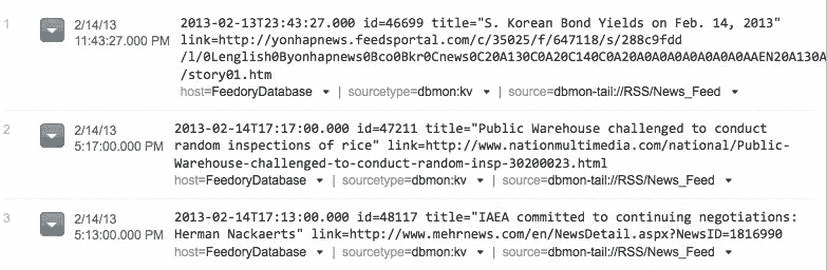 1 2/14/13 2013-02-13T23:43:27.000 id=46699 title="S. Korean Bond Yields on Feb. 14, 2013"
11:43:27.000 PM link=http://yonhapnews.feedsportal.com/c/35025/f/647118/s/288c9fdd
/l/0Lenglish0Byonhapnews0Bco0Bkr0Cnews0C20A130C0A20C140C0A20A0A0A0A0A0A0A0AAEN20A130A
/story01.htm
host=FeedoryDatabase | sourcetype=dbmon:kv | source=dbmon-tail://RSS/News_Feed
2 2/14/13 2013-02-14T17:17:00.000 id=47211 title="Public Warehouse challenged to conduct
5:17:00.000 PM random inspections of rice" link=http://www.nationmultimedia.com/national/Public-
Warehouse-challenged-to-conduct-random-insp-30200023.html
host=FeedoryDatabase | sourcetype=dbmon:kv | source=dbmon-tail://RSS/News_Feed
3 2/14/13 2013-02-14T17:13:00.000 id=48117 title="IAEA committed to continuing negotiations:
5:13:00.000 PM Herman Nackaerts" link=http://www.mehrnews.com/en/NewsDetail.aspx?NewsID=1816990
host=FeedoryDatabase | sourcetype=dbmon:kv | source=dbmon-tail://RSS/News_Feed